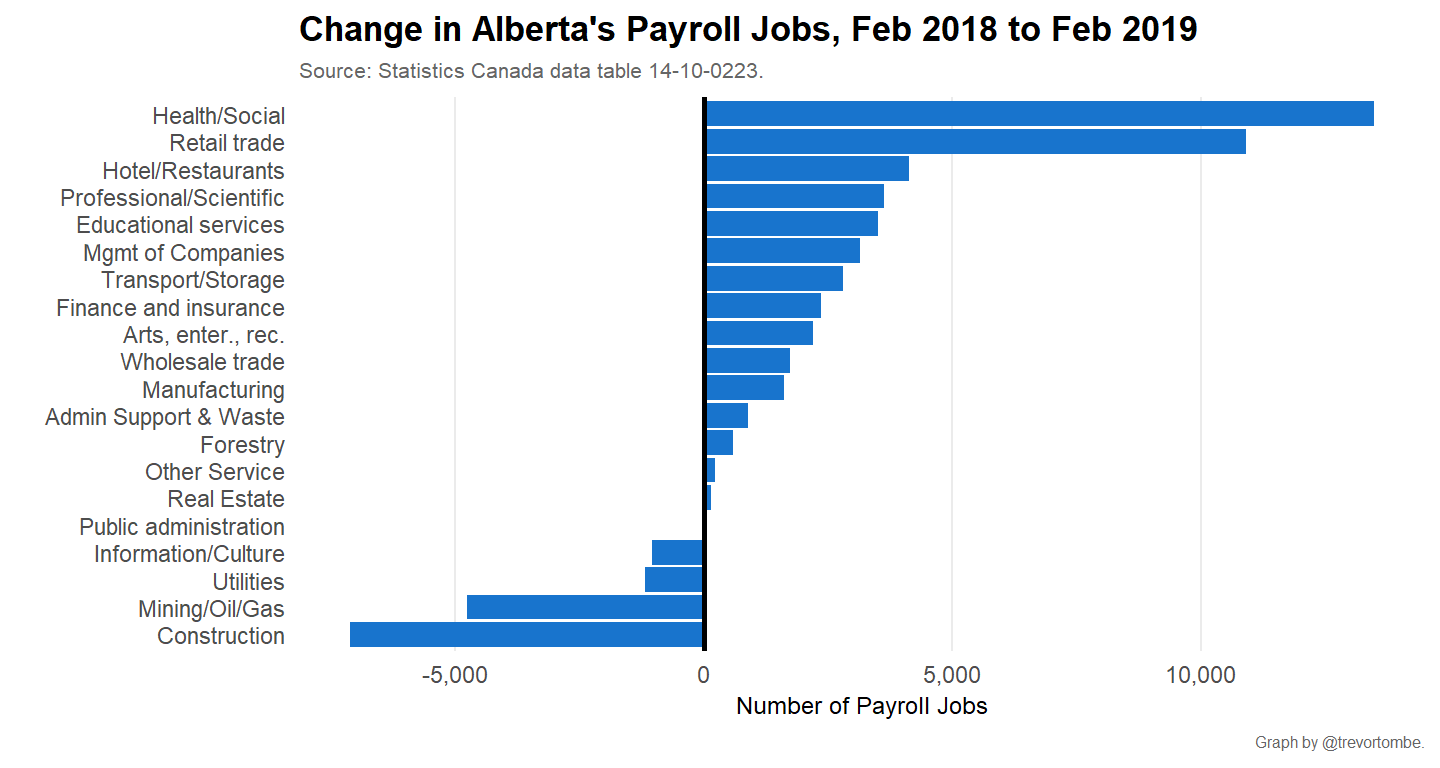 Change in Alberta's Payroll Jobs, Feb 2018 to Feb 2019
Source: Statistics Canada data table 14-10-0223.
Health/Social
Retail trade
Hotel/Restaurants
Professional/Scientific
Educational services
Mgmt of Companies
Transport/Storage
Finance and insurance
Arts, enter., rec.
Wholesale trade
Manufacturing
Admin Support & Waste
Forestry
Other Service
Real Estate
Public administration
Information/Culture
Utilities
Mining/Oil/Gas
Construction
-5,000 0 5,000 10,000
Number of Payroll Jobs
Graph by @trevortombe.